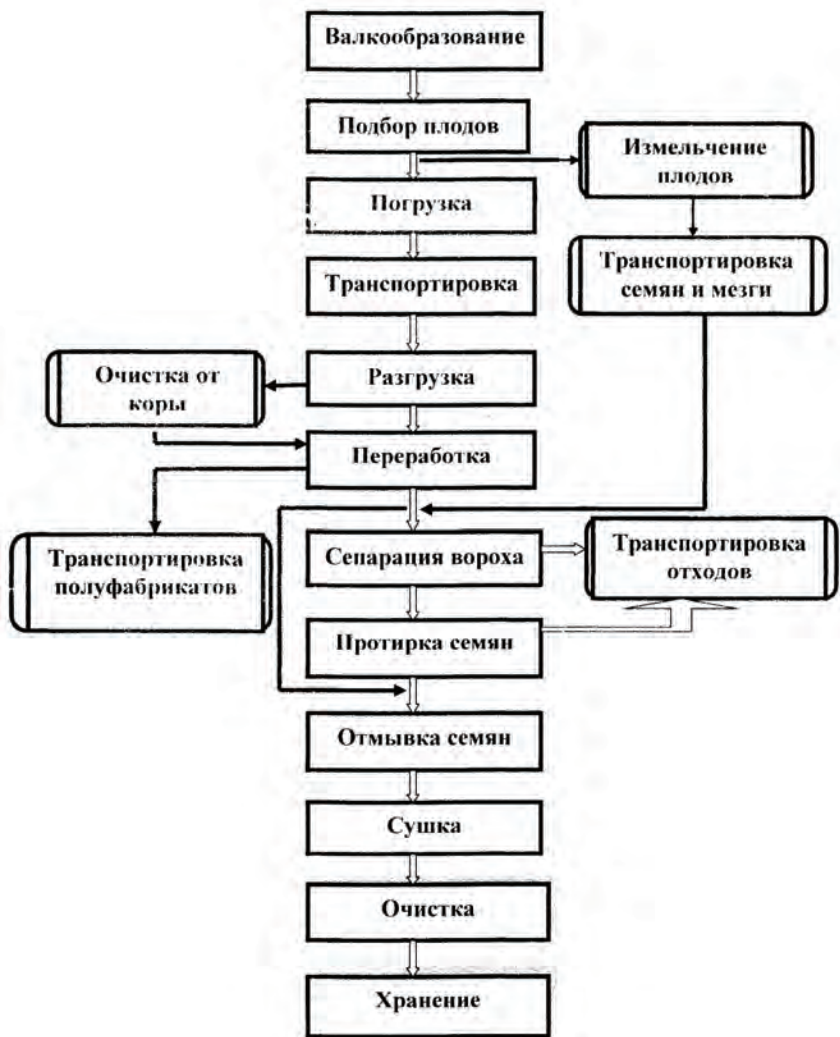 Валкообразование
Подбор плодов
Измельчение
плодов
Погрузка
Транспортировка
семян и мезги
Транспортировка
Очистка от
коры
Разгрузка
Переработка
Транспортировка
полуфабрикатов
Сепарация вороха
Транспортировка
отходов
Протирка семян
Отмывка семян
Сушка
Очистка
Хранение